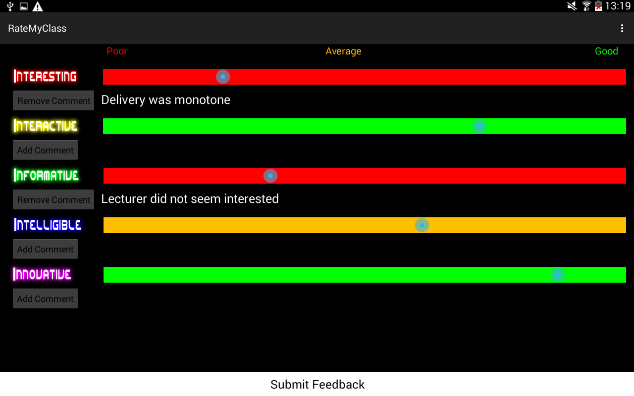 13:19
RateMyClass
Poor Average Good
INTERESTING
Remove Comment Delivery was monotone
INTERACTIVE
Add Comment
INFORMATIVE
Remove Comment Lecturer did not seem interested
INTELLIGIBLE
Add Comment
INNOVATIVE
Add Comment
Submit Feedback